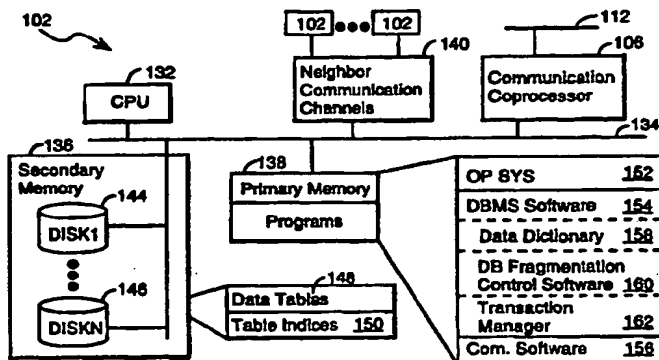 102
102 ●●● 102
112
132
140
106
CPU
Neighbor
Communication
Channels
Communication
Coprocessor
134
136
Secondary
Memory
144
DISK1
146
DISKN
138
Primary Memory
Programs
148
Data Tables
Table Indices 150
OP SYS 152
DBMS Software 154
Data Dictionary 158
DB Fragmentation
Control Software 160
Transaction
Manager 162
Com. Software 156